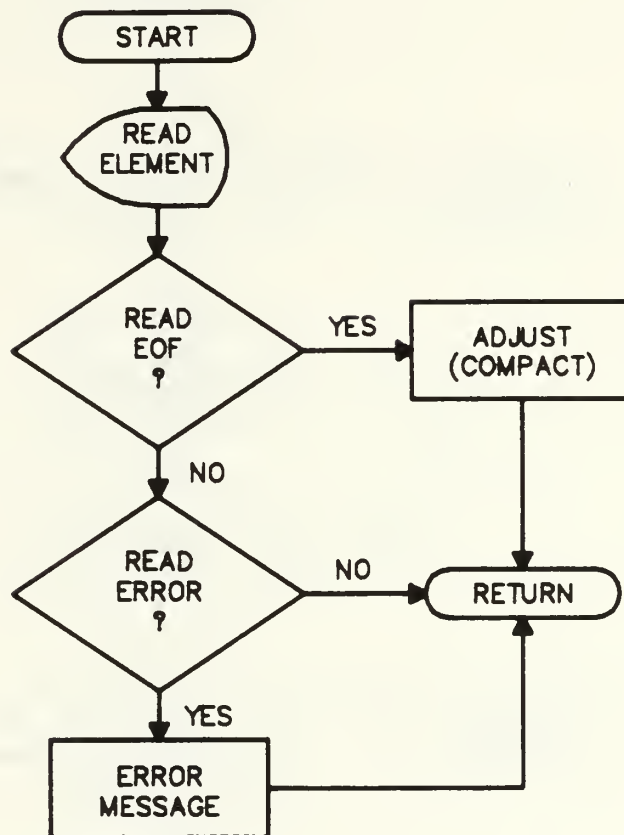 START
READ
ELEMENT
READ
EOF
?
YES
ADJUST
(COMPACT)
NO
READ
ERROR
?
NO
RETURN
YES
ERROR
MESSAGE